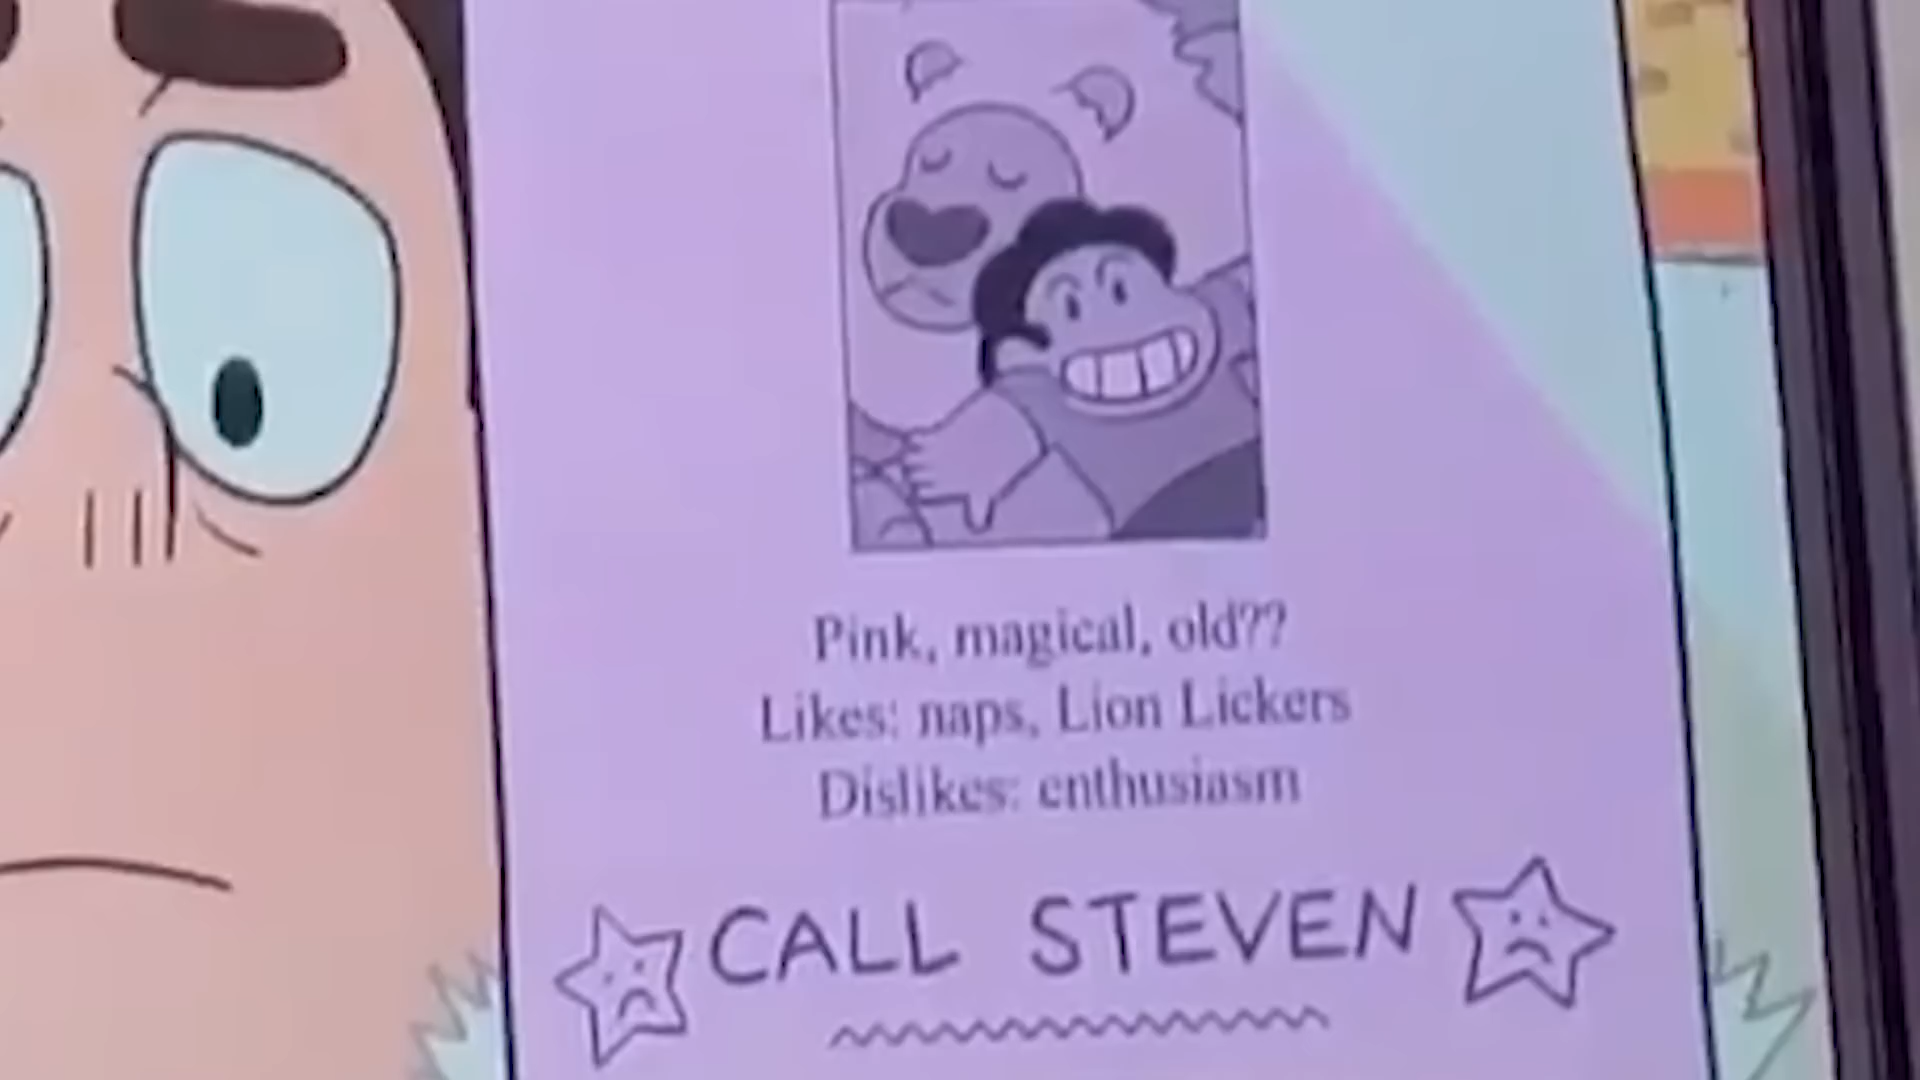 Pink, magical, old??
Likes: naps, Lion Lickers
Dislikes: enthusiasm
CALL STEVEN